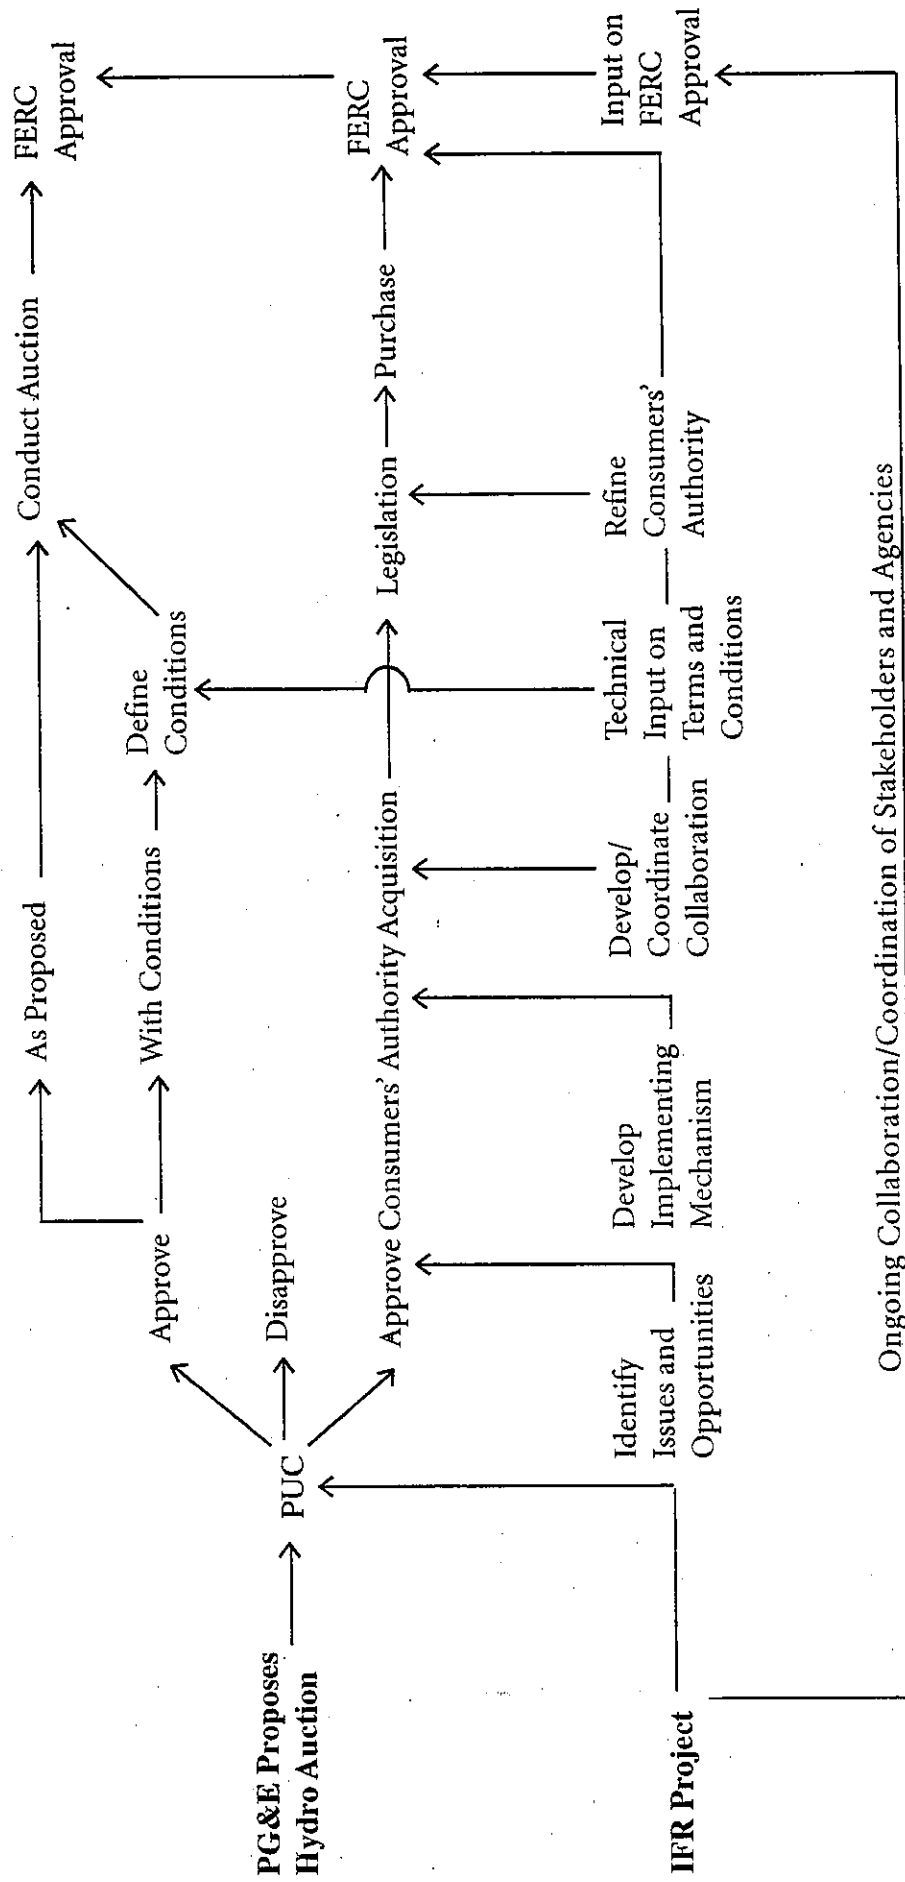 PG&E Proposes
Hydro Auction
PUC
Approve
As Proposed
Conduct Auction
FERC
Approval
With Conditions
Define
Conditions
Disapprove
Approve Consumers' Authority Acquisition
Legislation
Purchase
FERC
Approval
IFR Project
Identify
Issues and
Opportunities
Develop
Implementing
Mechanism
Develop/
Coordinate
Collaboration
Technical
Input on
Terms and
Conditions
Refine
Consumers'
Authority
Input on
FERC
Approval
Ongoing Collaboration/Coordination of Stakeholders and Agencies